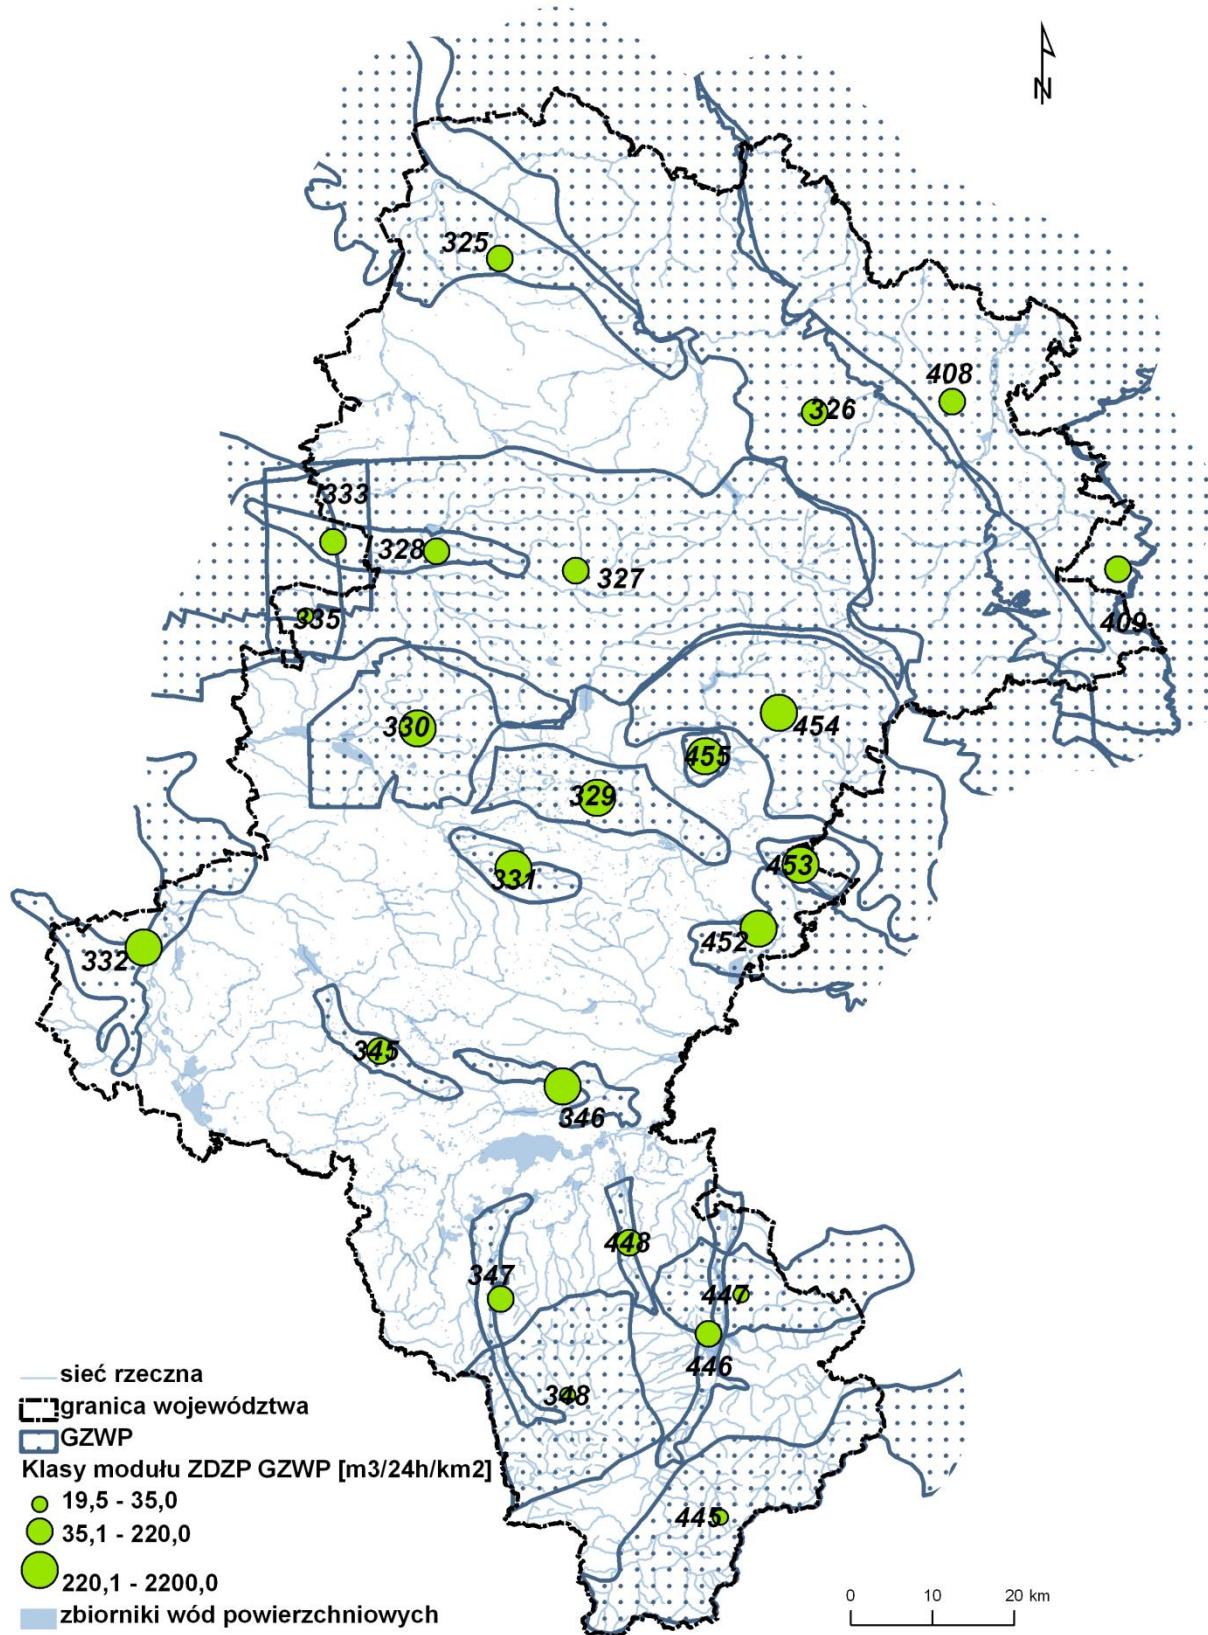 N
325
408
326
333
328
327
335
409
330
454
455
329
331
453
452
332
345
346
448
347
447
446
348
445
sieć rzeczna
granica województwa
GZWP
Klasy modułu ZDZP GZWP [m3/24h/km2]
19,5 - 35,0
35,1 - 220,0
220,1 - 2200,0
zbiorniki wód powierzchniowych
0 10 20 km